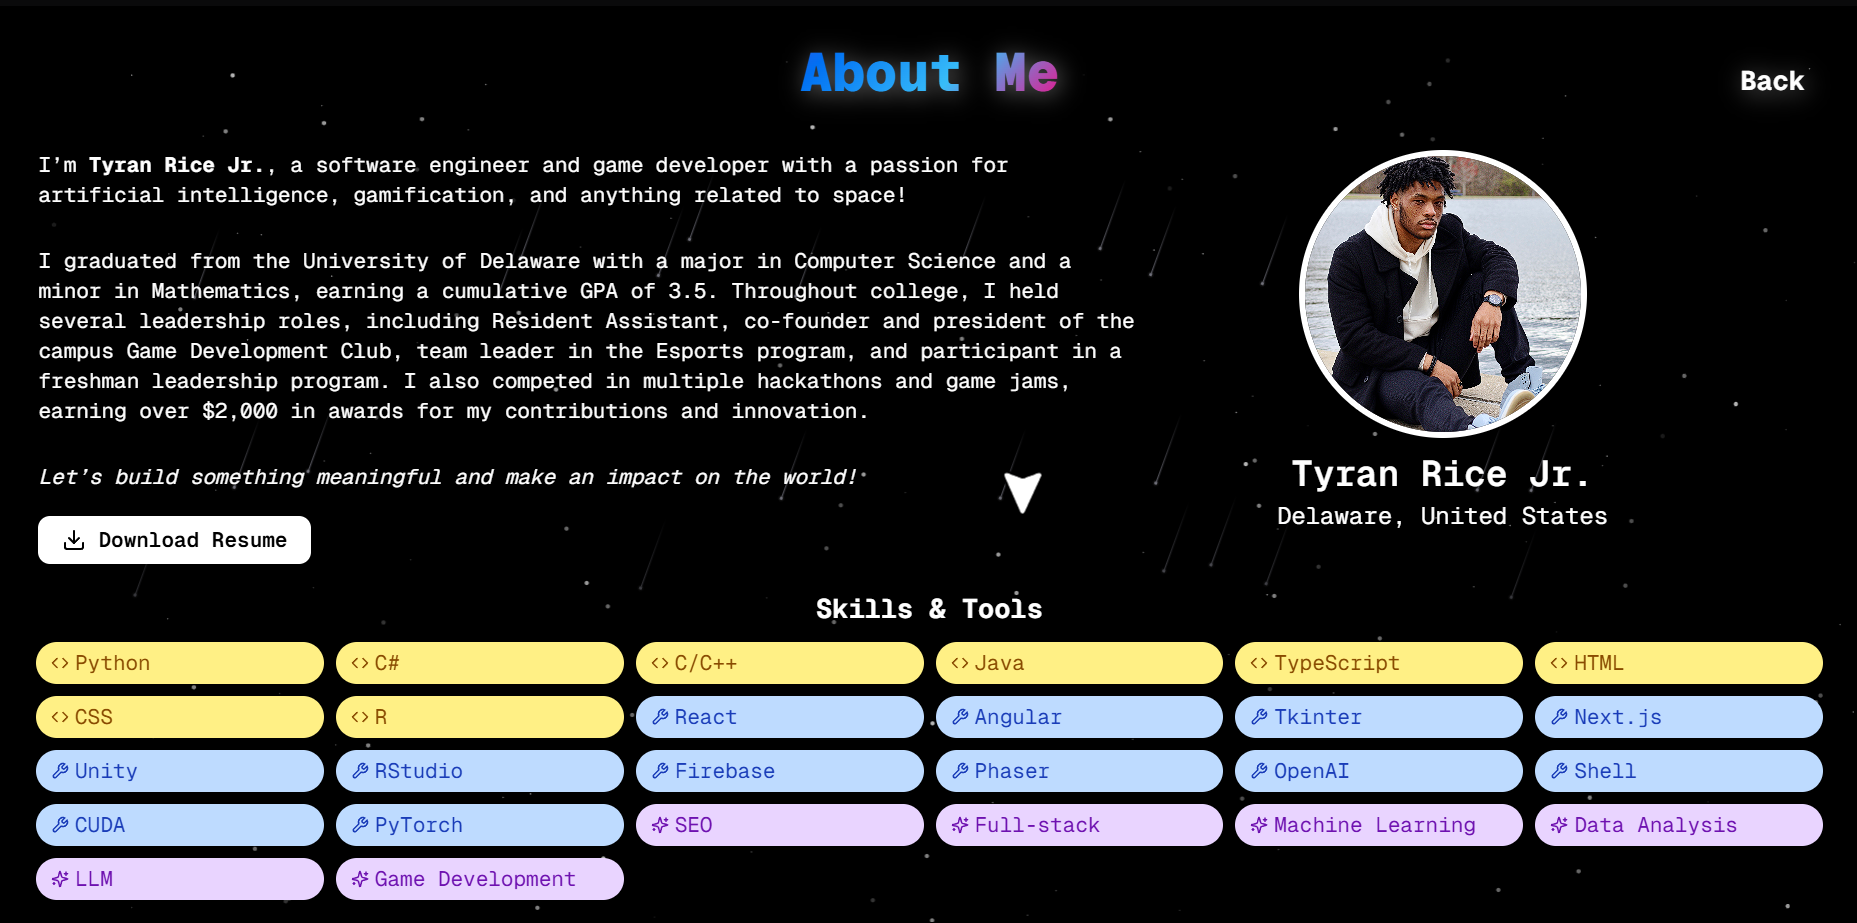 About Me
Back
I’m Tyran Rice Jr., a software engineer and game developer with a passion for
artificial intelligence, gamification, and anything related to space!
I graduated from the University of Delaware with a major in Computer Science and a
minor in Mathematics, earning a cumulative GPA of 3.5. Throughout college, I held
several leadership roles, including Resident Assistant, co-founder and president of the
campus Game Development Club, team leader in the Esports program, and participant in a
freshman leadership program. I also competed in multiple hackathons and game jams,
earning over $2,000 in awards for my contributions and innovation.
Let’s build something meaningful and make an impact on the world!
Download Resume
Tyran Rice Jr.
Delaware, United States
Skills & Tools
Python
C#
C/C++
Java
TypeScript
HTML
CSS
R
React
Angular
Tkinter
Next.js
Unity
RStudio
Firebase
Phaser
OpenAI
Shell
CUDA
PyTorch
SEO
Full-stack
Machine Learning
Data Analysis
LLM
Game Development